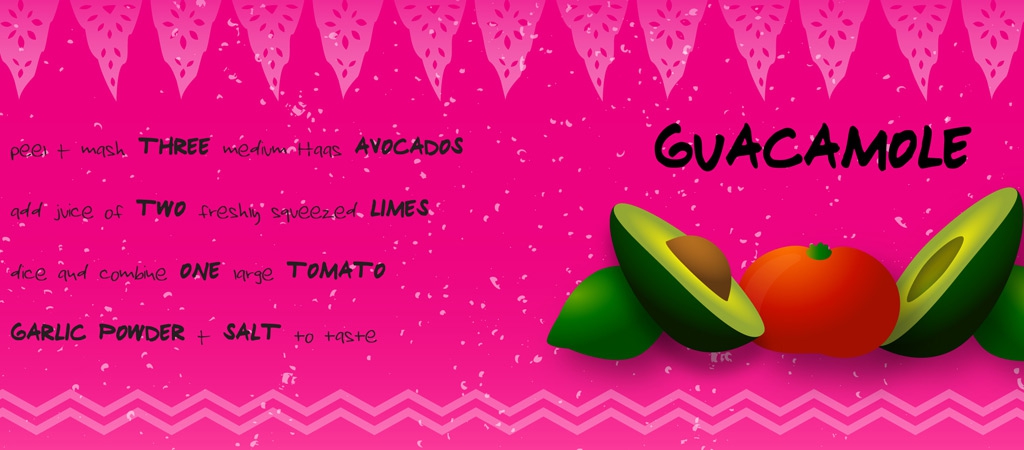 GUACAMOLE
peel + mash THREE medium Haas AVOCADOS
add juice of TWO freshly squeezed LIMES
dice and combine ONE large TOMATO
GARLIC POWDER + SALT to taste